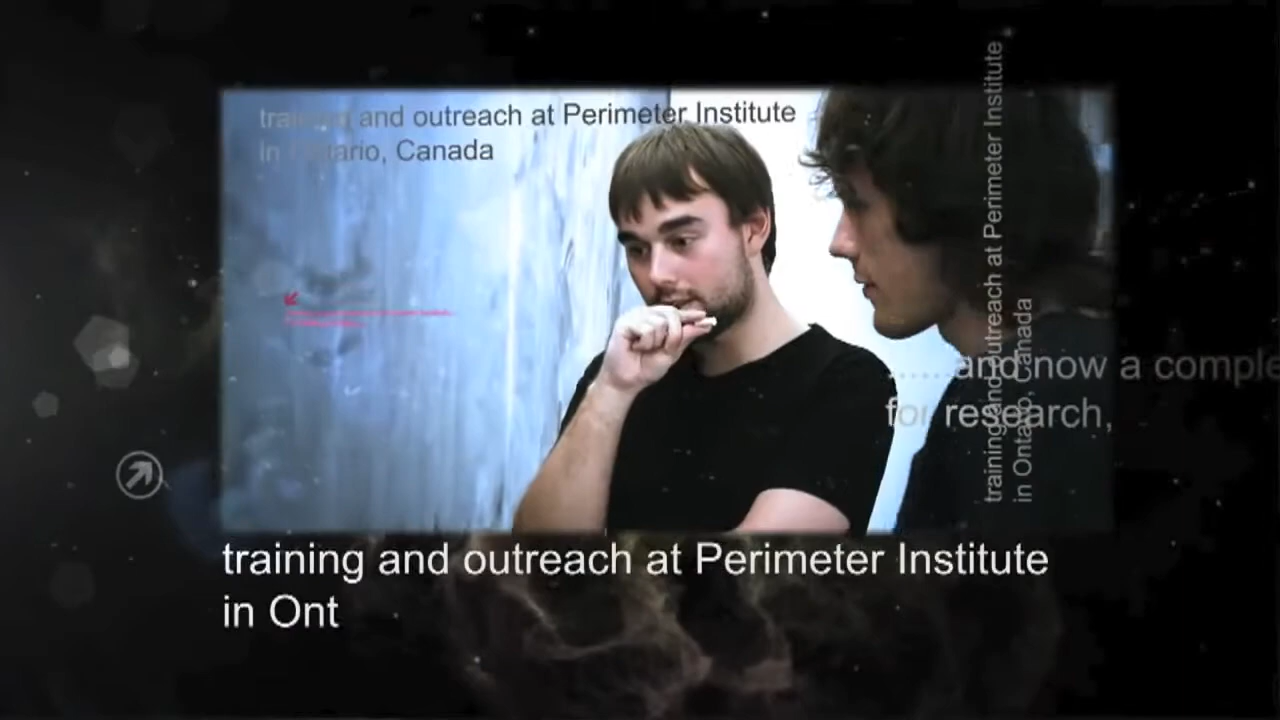 training and outreach at Perimeter Institute
in Ontario, Canada
training and outreach at Perimeter Institute
in Ontario, Canada
...... and now a comple
for research,
training and outreach at Perimeter Institute
in Ont